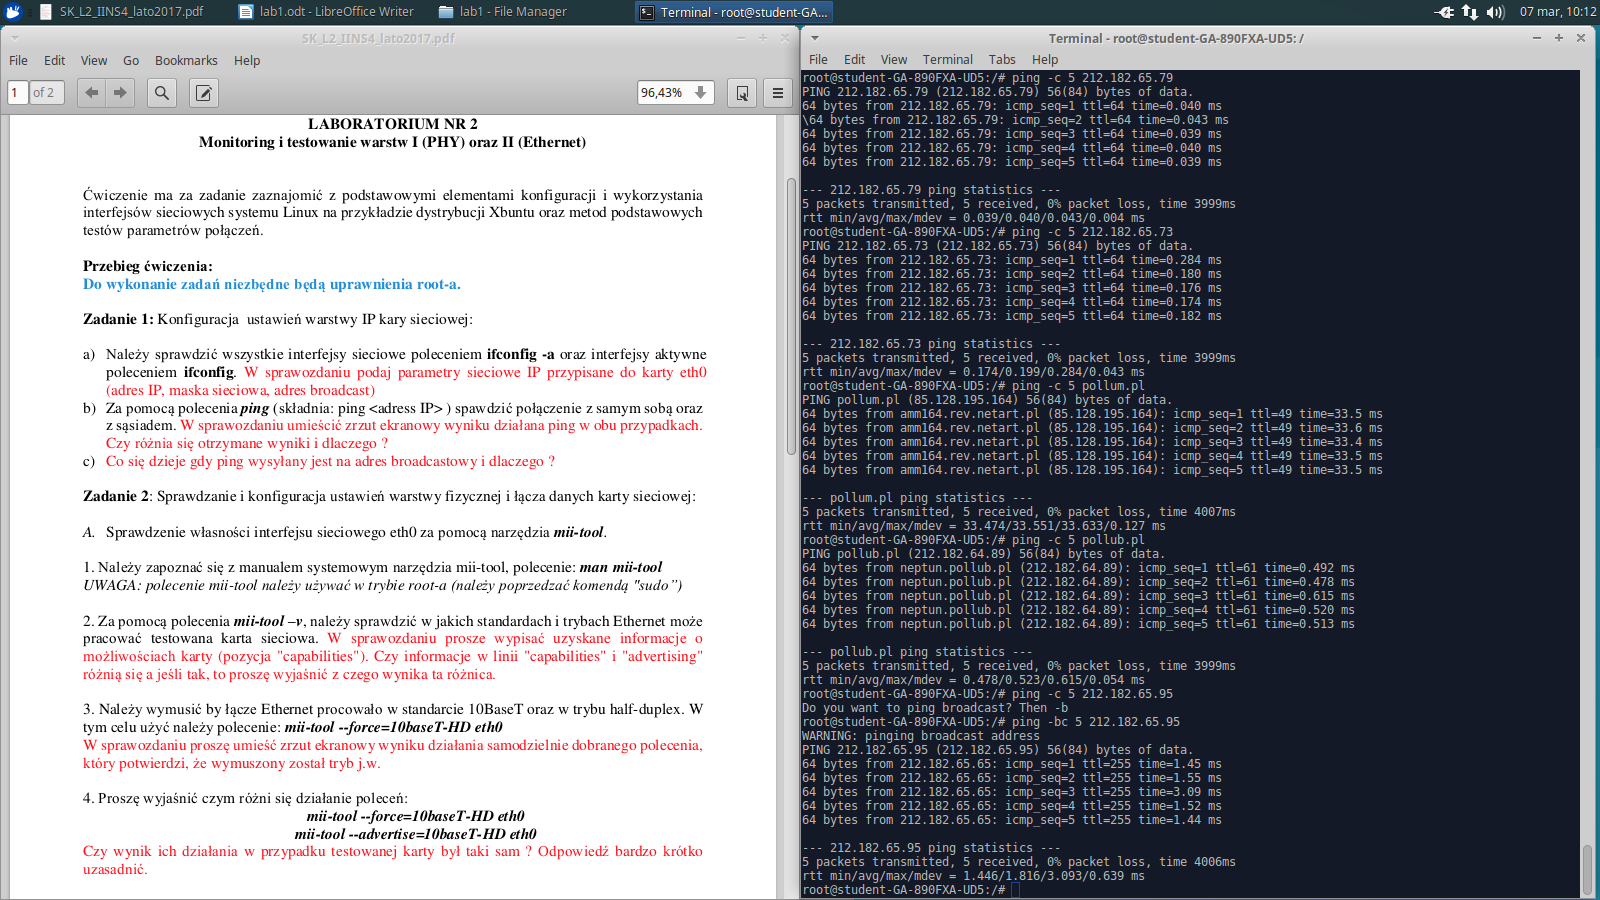 SK_L2_IINS4_lato2017.pdf
lab1.odt - LibreOffice Writer
lab1 - File Manager
Terminal - root@student-GA...
07 mar, 10:12
SK_L2_IINS4_lato2017.pdf
File Edit View Go Bookmarks Help
1 of 2
96,43%
LABORATORIUM NR 2
Monitoring i testowanie warstw I (PHY) oraz II (Ethernet)
Ćwiczenie ma za zadanie zaznajomić z podstawowymi elementami konfiguracji i wykorzystania
interfejsów sieciowych systemu Linux na przykładzie dystrybucji Xbuntu oraz metod podstawowych
testów parametrów połączeń.
Przebieg ćwiczenia:
Do wykonanie zadań niezbędne będą uprawnienia root-a.
Zadanie 1: Konfiguracja ustawień warstwy IP kary sieciowej:
a) Należy sprawdzić wszystkie interfejsy sieciowe poleceniem ifconfig -a oraz interfejsy aktywne
poleceniem ifconfig. W sprawozdaniu podaj parametry sieciowe IP przypisane do karty eth0
(adres IP, maska sieciowa, adres broadcast)
b) Za pomocą polecenia ping (składnia: ping <adress IP> ) spawdzić połączenie z samym sobą oraz
z sąsiadem. W sprawozdaniu umieścić zrzut ekranowy wyniku działana ping w obu przypadkach.
Czy różnia się otrzymane wyniki i dlaczego ?
c) Co się dzieje gdy ping wysyłany jest na adres broadcastowy i dlaczego ?
Zadanie 2: Sprawdzanie i konfiguracja ustawień warstwy fizycznej i łącza danych karty sieciowej:
A. Sprawdzenie własności interfejsu sieciowego eth0 za pomocą narzędzia mii-tool.
1. Należy zapoznać się z manualem systemowym narzędzia mii-tool, polecenie: man mii-tool
UWAGA: polecenie mii-tool należy używać w trybie root-a (należy poprzedzać komendą "sudo")
2. Za pomocą polecenia mii-tool –v, należy sprawdzić w jakich standardach i trybach Ethernet może
pracować testowana karta sieciowa. W sprawozdaniu prosze wypisać uzyskane informacje o
możliwościach karty (pozycja "capabilities"). Czy informacje w linii "capabilities" i "advertising"
różnią się a jeśli tak, to proszę wyjaśnić z czego wynika ta różnica.
3. Należy wymusić by łącze Ethernet procowało w standarcie 10BaseT oraz w trybu half-duplex. W
tym celu użyć należy polecenie: mii-tool --force=10baseT-HD eth0
W sprawozdaniu proszę umieść zrzut ekranowy wyniku działania samodzielnie dobranego polecenia,
który potwierdzi, że wymuszony został tryb j.w.
4. Proszę wyjaśnić czym różni się działanie poleceń:
mii-tool --force=10baseT-HD eth0
mii-tool --advertise=10baseT-HD eth0
Czy wynik ich działania w przypadku testowanej karty był taki sam ? Odpowiedź bardzo krótko
uzasadnić.
Terminal - root@student-GA-890FXA-UD5: /
File Edit View Terminal Tabs Help
root@student-GA-890FXA-UD5:/# ping -c 5 212.182.65.79
PING 212.182.65.79 (212.182.65.79) 56(84) bytes of data.
64 bytes from 212.182.65.79: icmp_seq=1 ttl=64 time=0.040 ms
\64 bytes from 212.182.65.79: icmp_seq=2 ttl=64 time=0.043 ms
64 bytes from 212.182.65.79: icmp_seq=3 ttl=64 time=0.039 ms
64 bytes from 212.182.65.79: icmp_seq=4 ttl=64 time=0.040 ms
64 bytes from 212.182.65.79: icmp_seq=5 ttl=64 time=0.039 ms
--- 212.182.65.79 ping statistics ---
5 packets transmitted, 5 received, 0% packet loss, time 3999ms
rtt min/avg/max/mdev = 0.039/0.040/0.043/0.004 ms
root@student-GA-890FXA-UD5:/# ping -c 5 212.182.65.73
PING 212.182.65.73 (212.182.65.73) 56(84) bytes of data.
64 bytes from 212.182.65.73: icmp_seq=1 ttl=64 time=0.284 ms
64 bytes from 212.182.65.73: icmp_seq=2 ttl=64 time=0.180 ms
64 bytes from 212.182.65.73: icmp_seq=3 ttl=64 time=0.176 ms
64 bytes from 212.182.65.73: icmp_seq=4 ttl=64 time=0.174 ms
64 bytes from 212.182.65.73: icmp_seq=5 ttl=64 time=0.182 ms
--- 212.182.65.73 ping statistics ---
5 packets transmitted, 5 received, 0% packet loss, time 3999ms
rtt min/avg/max/mdev = 0.174/0.199/0.284/0.043 ms
root@student-GA-890FXA-UD5:/# ping -c 5 pollum.pl
PING pollum.pl (85.128.195.164) 56(84) bytes of data.
64 bytes from amm164.rev.netart.pl (85.128.195.164): icmp_seq=1 ttl=49 time=33.5 ms
64 bytes from amm164.rev.netart.pl (85.128.195.164): icmp_seq=2 ttl=49 time=33.6 ms
64 bytes from amm164.rev.netart.pl (85.128.195.164): icmp_seq=3 ttl=49 time=33.4 ms
64 bytes from amm164.rev.netart.pl (85.128.195.164): icmp_seq=4 ttl=49 time=33.5 ms
64 bytes from amm164.rev.netart.pl (85.128.195.164): icmp_seq=5 ttl=49 time=33.5 ms
--- pollum.pl ping statistics ---
5 packets transmitted, 5 received, 0% packet loss, time 4007ms
rtt min/avg/max/mdev = 33.474/33.551/33.633/0.127 ms
root@student-GA-890FXA-UD5:/# ping -c 5 pollub.pl
PING pollub.pl (212.182.64.89) 56(84) bytes of data.
64 bytes from neptun.pollub.pl (212.182.64.89): icmp_seq=1 ttl=61 time=0.492 ms
64 bytes from neptun.pollub.pl (212.182.64.89): icmp_seq=2 ttl=61 time=0.478 ms
64 bytes from neptun.pollub.pl (212.182.64.89): icmp_seq=3 ttl=61 time=0.615 ms
64 bytes from neptun.pollub.pl (212.182.64.89): icmp_seq=4 ttl=61 time=0.520 ms
64 bytes from neptun.pollub.pl (212.182.64.89): icmp_seq=5 ttl=61 time=0.513 ms
--- pollub.pl ping statistics ---
5 packets transmitted, 5 received, 0% packet loss, time 3999ms
rtt min/avg/max/mdev = 0.478/0.523/0.615/0.054 ms
root@student-GA-890FXA-UD5:/# ping -c 5 212.182.65.95
Do you want to ping broadcast? Then -b
root@student-GA-890FXA-UD5:/# ping -bc 5 212.182.65.95
WARNING: pinging broadcast address
PING 212.182.65.95 (212.182.65.95) 56(84) bytes of data.
64 bytes from 212.182.65.65: icmp_seq=1 ttl=255 time=1.45 ms
64 bytes from 212.182.65.65: icmp_seq=2 ttl=255 time=1.55 ms
64 bytes from 212.182.65.65: icmp_seq=3 ttl=255 time=3.09 ms
64 bytes from 212.182.65.65: icmp_seq=4 ttl=255 time=1.52 ms
64 bytes from 212.182.65.65: icmp_seq=5 ttl=255 time=1.44 ms
--- 212.182.65.95 ping statistics ---
5 packets transmitted, 5 received, 0% packet loss, time 4006ms
rtt min/avg/max/mdev = 1.446/1.816/3.093/0.639 ms
root@student-GA-890FXA-UD5:/#